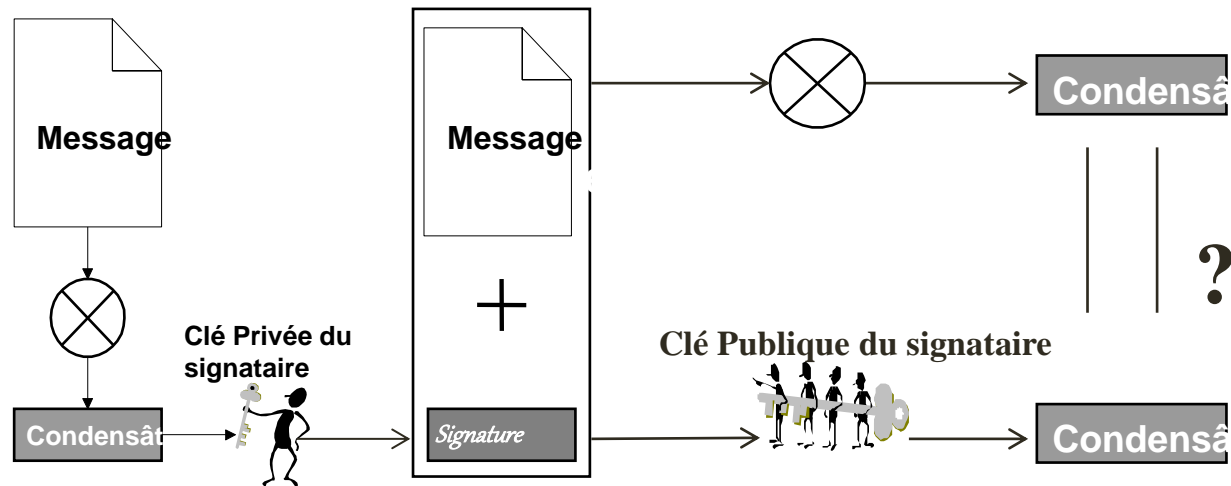 Message
Clé Privée du
signataire
Condensât
Message
+
Signature
Clé Publique du signataire
Condensâ
?
Condensâ